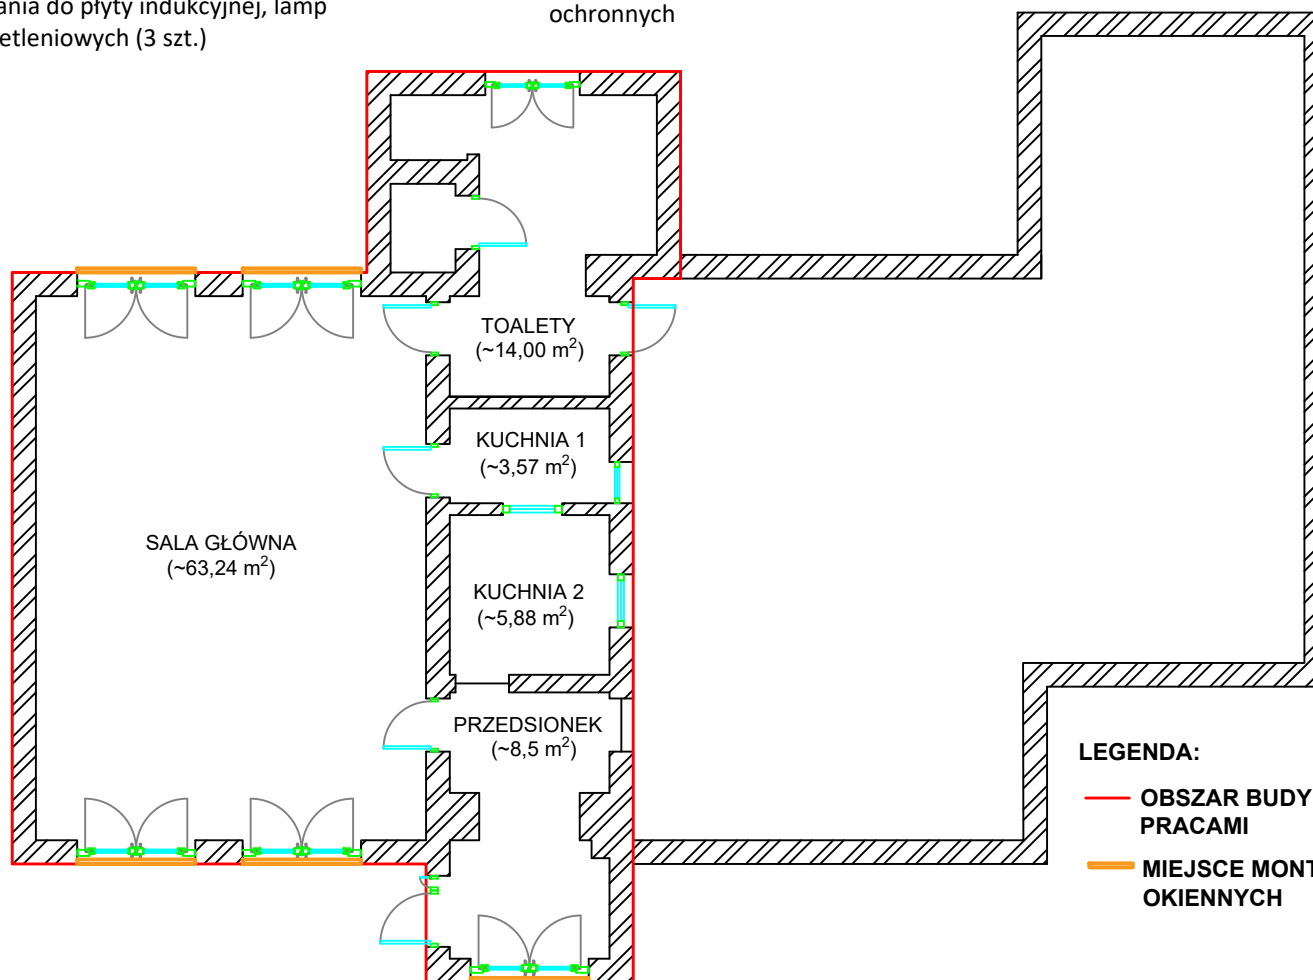 ania do płyty indukcyjnej, lamp
etleniowych (3 szt.)
ochronnych
TOALETY
(~14,00 m²)
KUCHNIA 1
(~3,57 m²)
SALA GŁÓWNA
(~63,24 m²)
KUCHNIA 2
(~5,88 m²)
PRZEDSIONEK
(~8,5 m²)
LEGENDA:
OBSZAR BUDY
PRACAMI
MIEJSCE MONT
OKIENNYCH